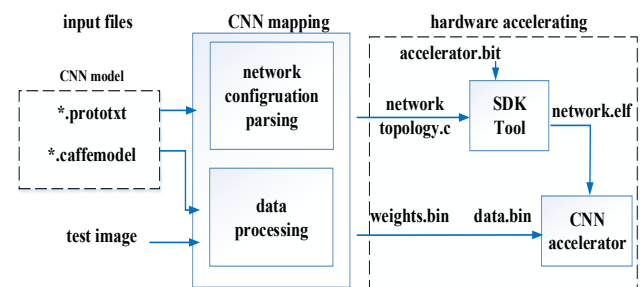 input files
CNN mapping
hardware accelerating
CNN model
*.prototxt
*.caffemodel
test image
network
configruation
parsing
data
processing
accelerator.bit
network
topology.c
SDK
Tool
network.elf
weights.bin data.bin
CNN
accelerator